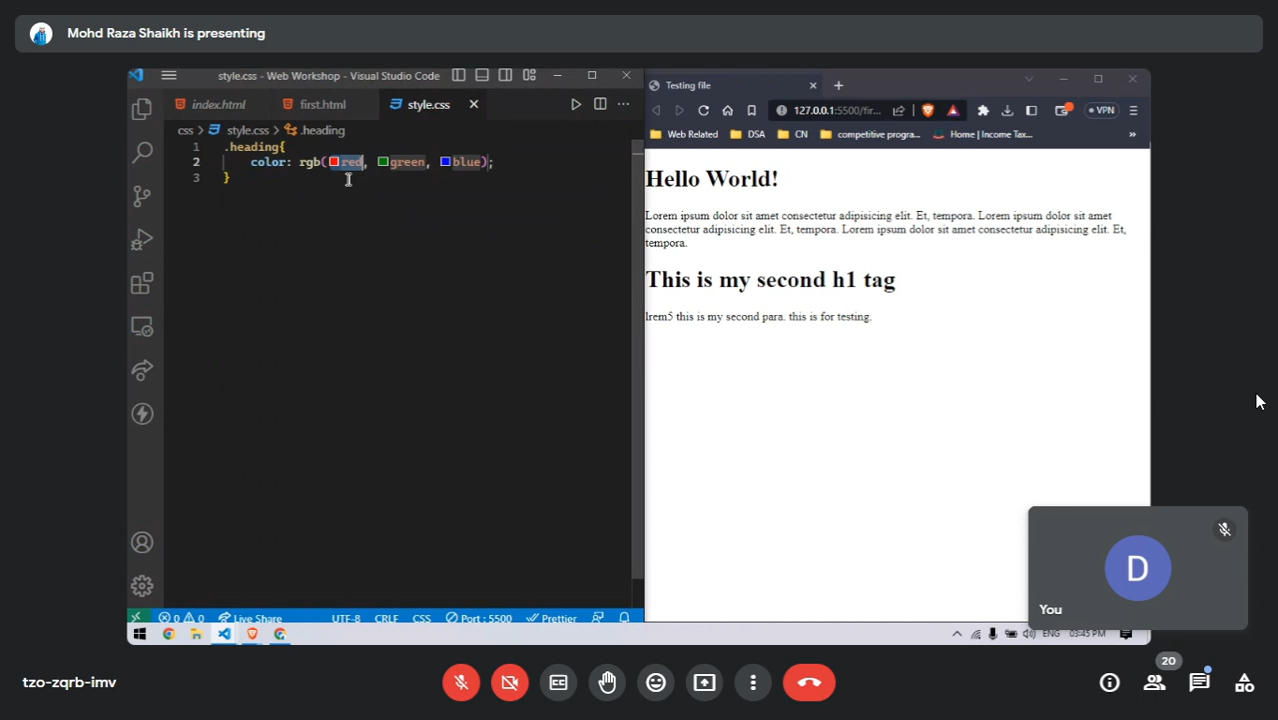 Mohd Raza Shaikh is presenting
style.css - Web Workshop - Visual Studio Code
index.html
first.html
style.css
css > style.css > .heading
1 .heading{
2 color: rgb(red, green, blue);
3 }
0 0 Live Share UTF-8 CRLF CSS Port : 5500 Prettier
Testing file
127.0.0.1:5500/fir...
VPN
Web Related
DSA
CN
competitive progra...
Home | Income Tax...
»
Hello World!
Lorem ipsum dolor sit amet consectetur adipisicing elit. Et, tempora. Lorem ipsum dolor sit amet
consectetur adipisicing elit. Et, tempora. Lorem ipsum dolor sit amet consectetur adipisicing elit. Et,
tempora.
This is my second h1 tag
lrem5 this is my second para. this is for testing.
D
You
ENG 03:45 PM
tzo-zqrb-imv
20